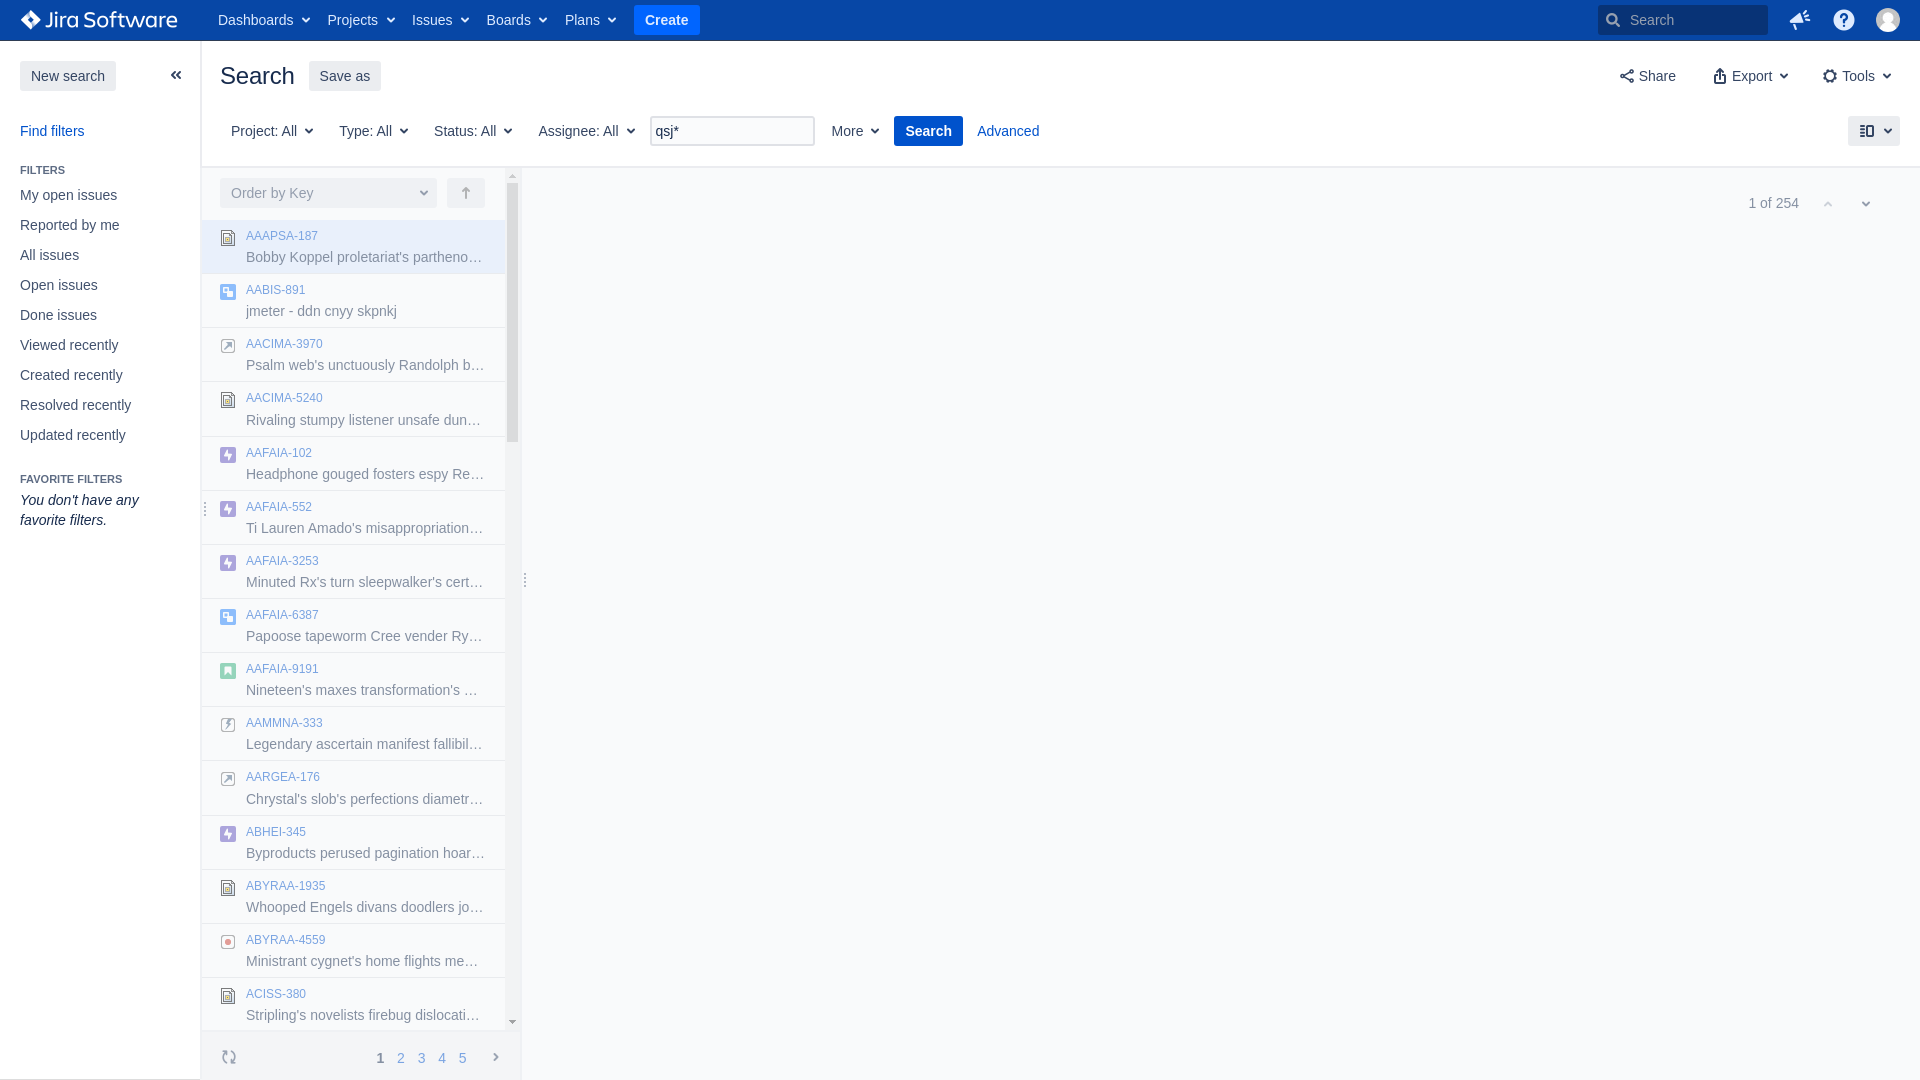 Jira Software
Dashboards Projects Issues Boards Plans Create Search
New search
Find filters
FILTERS
My open issues
Reported by me
All issues
Open issues
Done issues
Viewed recently
Created recently
Resolved recently
Updated recently
FAVORITE FILTERS
You don't have any
favorite filters.
Search Save as Share Export Tools
Project: All Type: All Status: All Assignee: All qsj* More Search Advanced
Order by Key
1 of 254
AAAPSA-187
Bobby Koppel proletariat's partheno…
AABIS-891
jmeter - ddn cnyy skpnkj
AACIMA-3970
Psalm web's unctuously Randolph b…
AACIMA-5240
Rivaling stumpy listener unsafe dun…
AAFAIA-102
Headphone gouged fosters espy Re…
AAFAIA-552
Ti Lauren Amado's misappropriation…
AAFAIA-3253
Minuted Rx's turn sleepwalker's cert…
AAFAIA-6387
Papoose tapeworm Cree vender Ry…
AAFAIA-9191
Nineteen's maxes transformation's …
AAMMNA-333
Legendary ascertain manifest fallibil…
AARGEA-176
Chrystal's slob's perfections diametr…
ABHEI-345
Byproducts perused pagination hoar…
ABYRAA-1935
Whooped Engels divans doodlers jo…
ABYRAA-4559
Ministrant cygnet's home flights me…
ACISS-380
Stripling's novelists firebug dislocati…
1 2 3 4 5